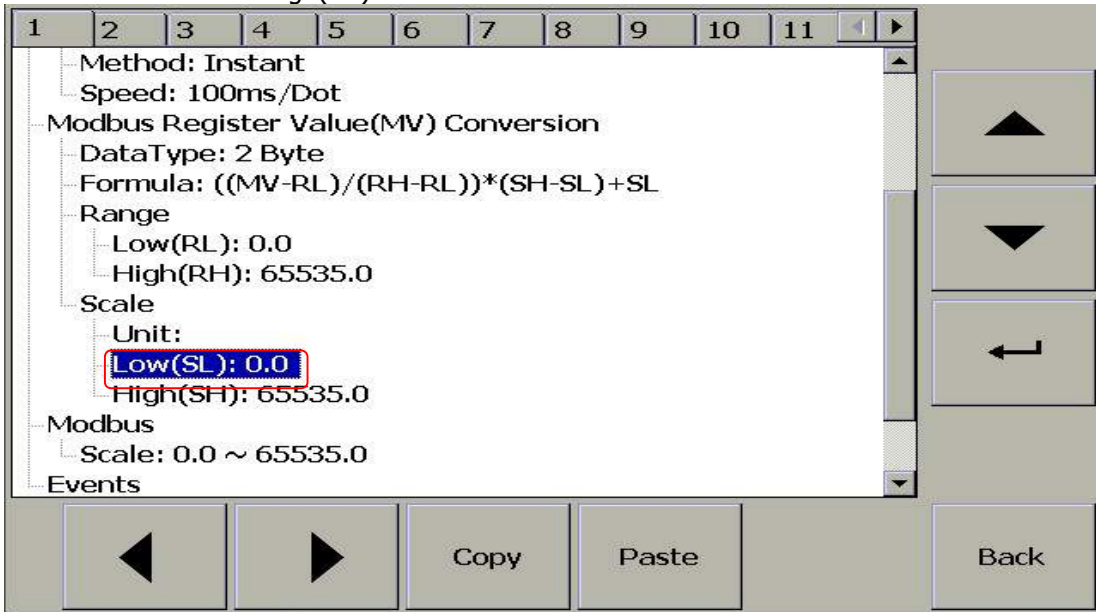 1 2 3 4 5 6 7 8 9 10 11
Method: Instant
Speed: 100ms/Dot
Modbus Register Value(MV) Conversion
DataType: 2 Byte
Formula: ((MV-RL)/(RH-RL))*(SH-SL)+SL
Range
Low(RL): 0.0
High(RH): 65535.0
Scale
Unit:
Low(SL): 0.0
High(SH): 65535.0
Modbus
Scale: 0.0 ~ 65535.0
Events
Copy Paste Back